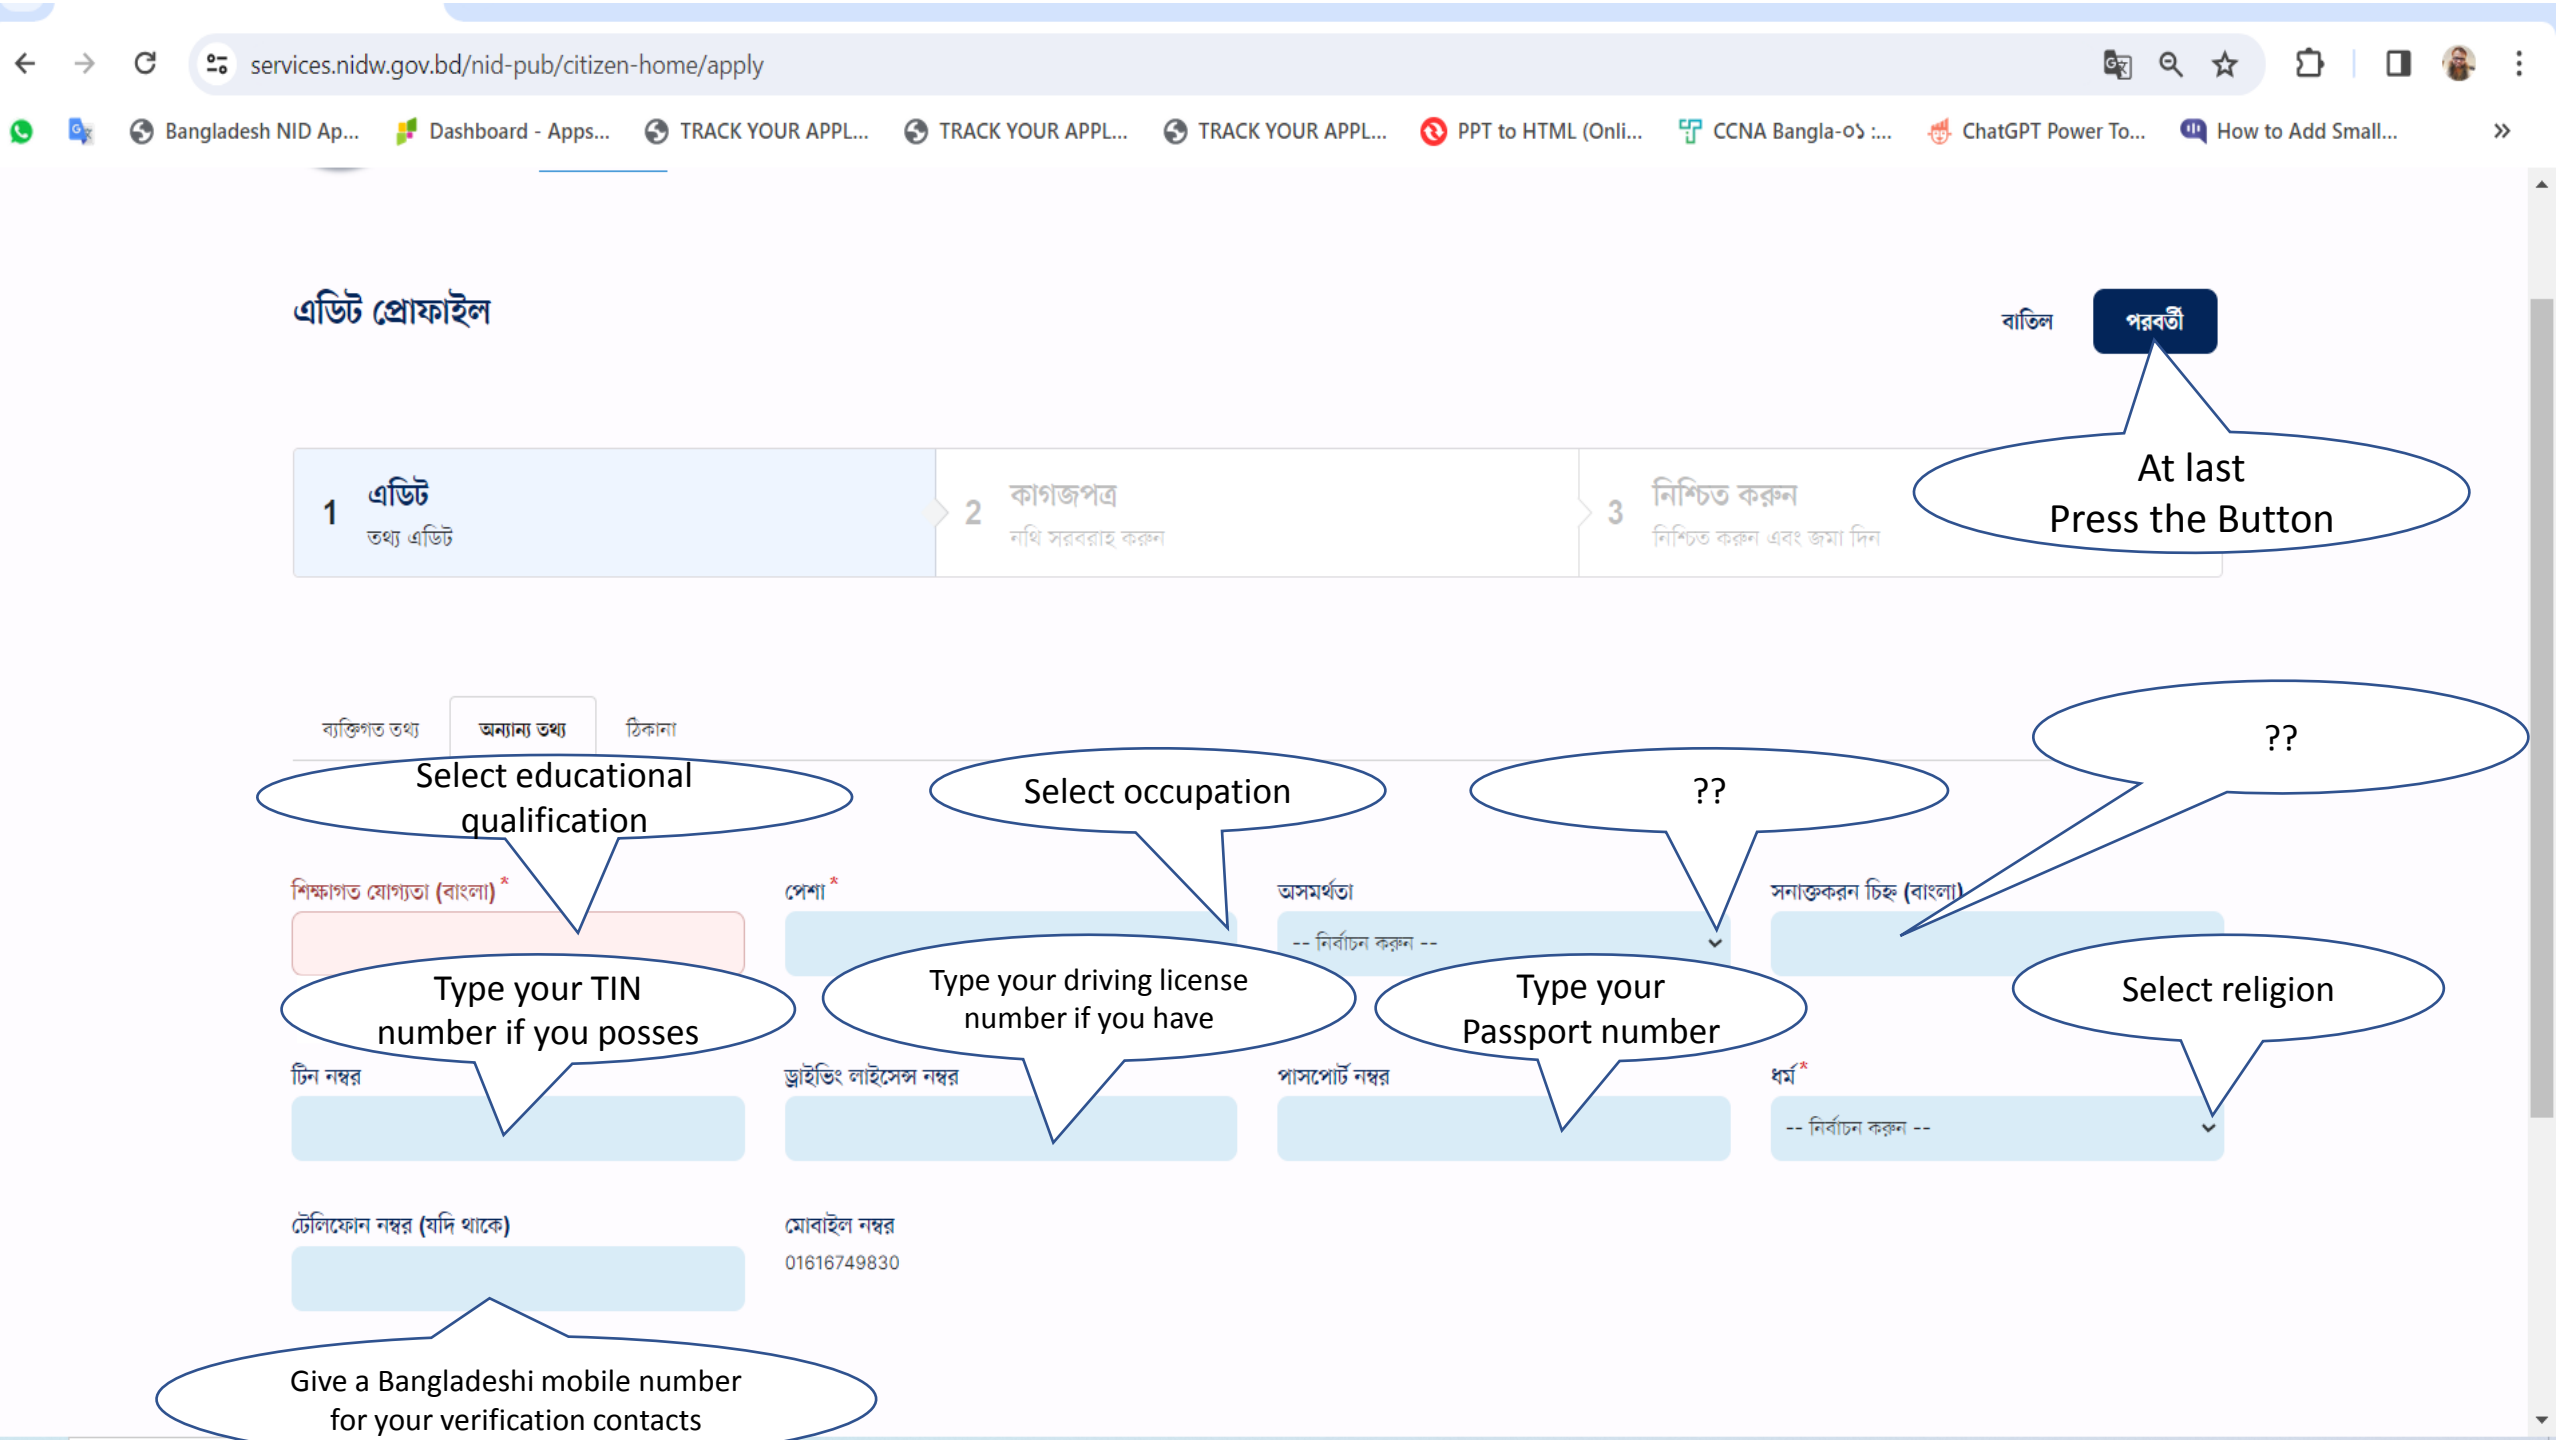 services.nidw.gov.bd/nid-pub/citizen-home/apply
Bangladesh NID Ap...
Dashboard - Apps...
TRACK YOUR APPL...
TRACK YOUR APPL...
TRACK YOUR APPL...
PPT to HTML (Onli...
CCNA Bangla-০১ :...
ChatGPT Power To...
How to Add Small...
»
এডিট প্রোফাইল
বাতিল
পরবর্তী
At last
Press the Button
1
এডিট
তথ্য এডিট
2
কাগজপত্র
নথি সরবরাহ করুন
3
নিশ্চিত করুন
নিশ্চিত করুন এবং জমা দিন
ব্যক্তিগত তথ্য
অন্যান্য তথ্য
ঠিকানা
Select educational
qualification
Select occupation
??
??
শিক্ষাগত যোগ্যতা (বাংলা) *
পেশা *
অসমর্থতা
সনাক্তকরন চিহ্ন (বাংলা)
-- নির্বাচন করুন --
Type your TIN
number if you posses
Type your driving license
number if you have
Type your
Passport number
Select religion
টিন নম্বর
ড্রাইভিং লাইসেন্স নম্বর
পাসপোর্ট নম্বর
ধর্ম *
-- নির্বাচন করুন --
টেলিফোন নম্বর (যদি থাকে)
মোবাইল নম্বর
01616749830
Give a Bangladeshi mobile number
for your verification contacts